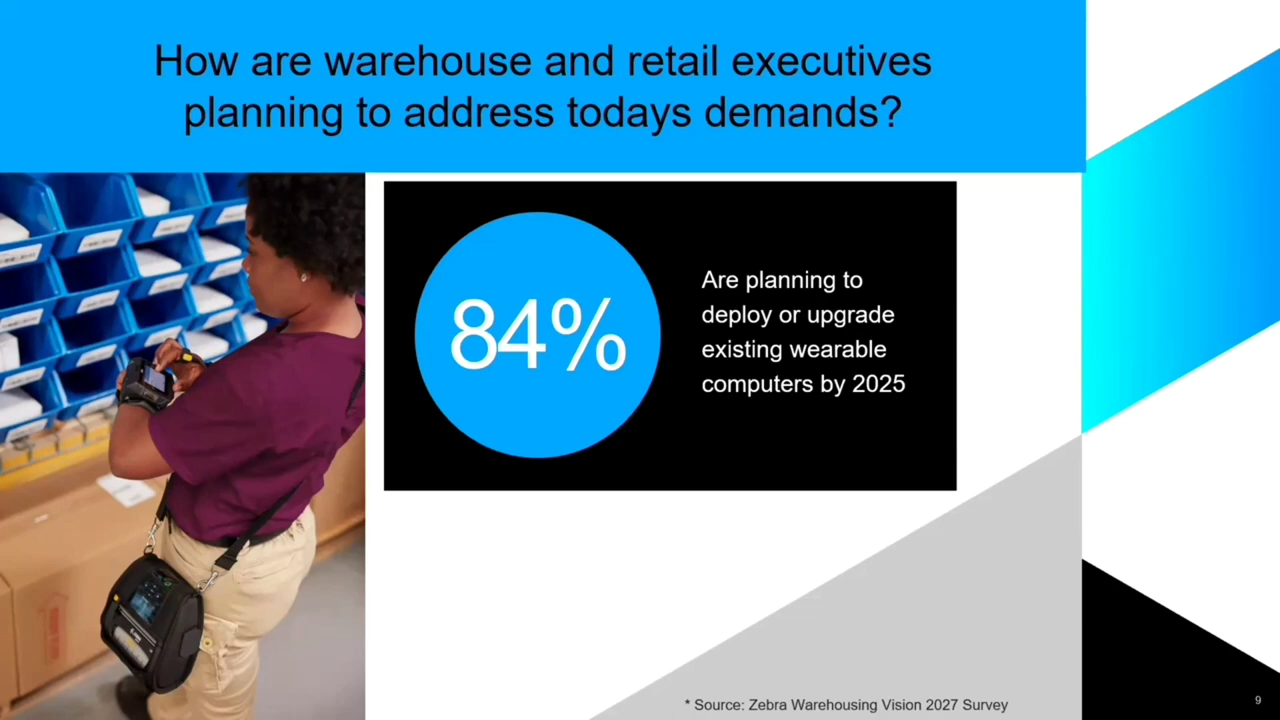 How are warehouse and retail executives
planning to address todays demands?
84%
Are planning to
deploy or upgrade
existing wearable
computers by 2025
* Source: Zebra Warehousing Vision 2027 Survey
9